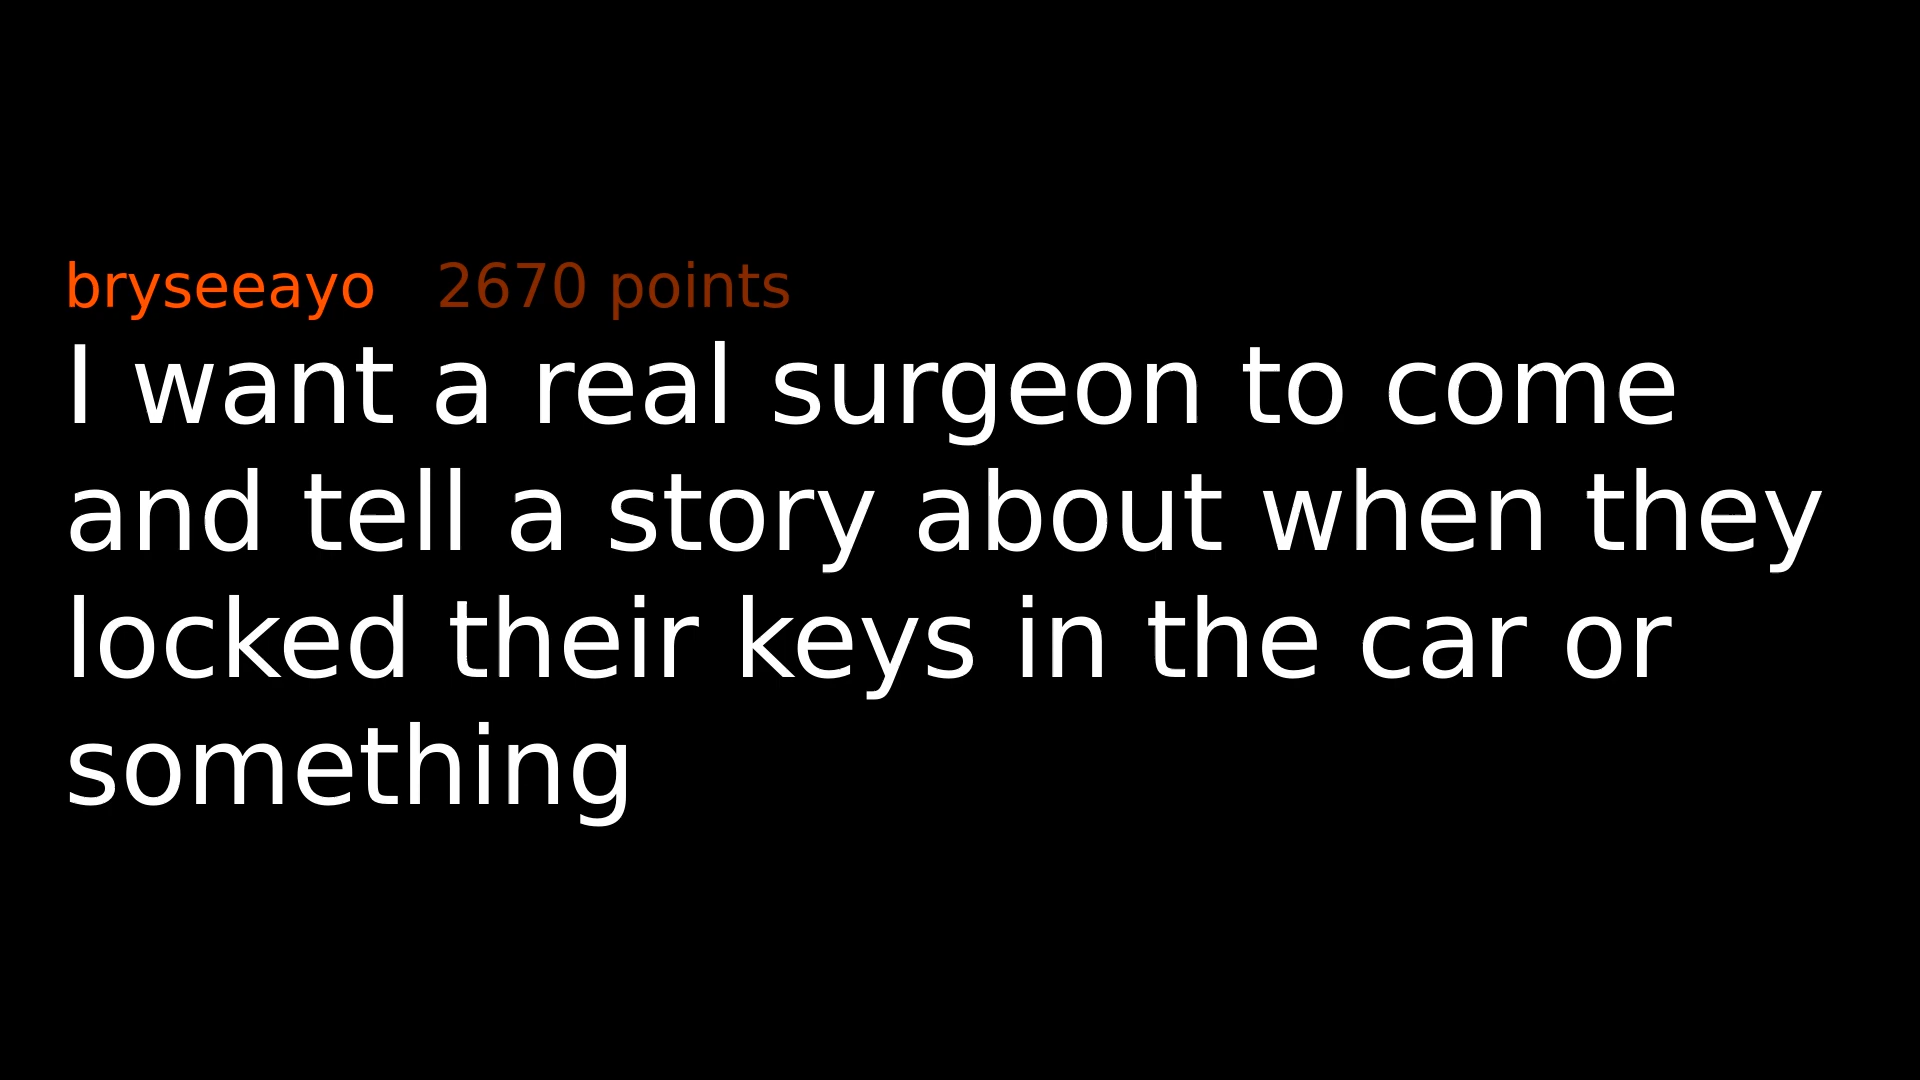 bryseeayo 2670 points
I want a real surgeon to come
and tell a story about when they
locked their keys in the car or
something